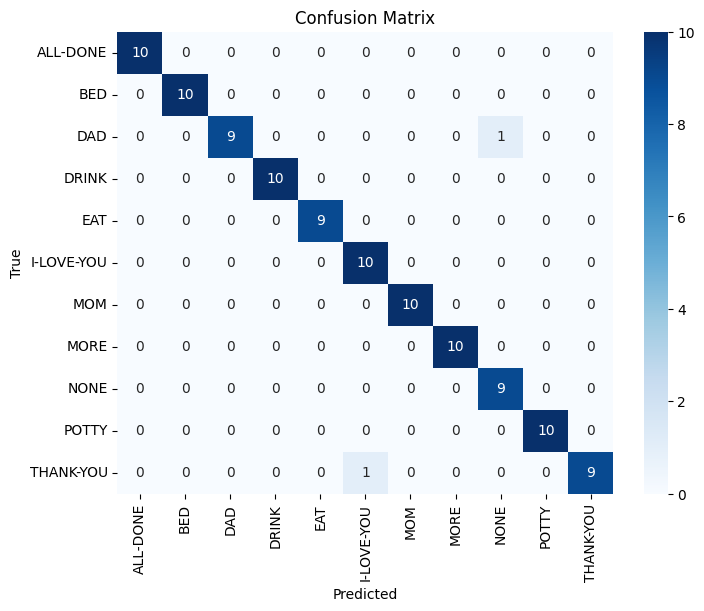 Confusion Matrix
ALL-DONE 10 0 0 0 0 0 0 0 0 0 0 10
BED 0 10 0 0 0 0 0 0 0 0 0
DAD 0 0 9 0 0 0 0 0 1 0 0 8
DRINK 0 0 0 10 0 0 0 0 0 0 0
EAT 0 0 0 0 9 0 0 0 0 0 0 6
I-LOVE-YOU 0 0 0 0 0 10 0 0 0 0 0
True
MOM 0 0 0 0 0 0 10 0 0 0 0 4
MORE 0 0 0 0 0 0 0 10 0 0 0
NONE 0 0 0 0 0 0 0 0 9 0 0 2
POTTY 0 0 0 0 0 0 0 0 0 10 0
THANK-YOU 0 0 0 0 0 1 0 0 0 0 9 0
ALL-DONE BED DAD DRINK EAT I-LOVE-YOU MOM MORE NONE POTTY THANK-YOU
Predicted